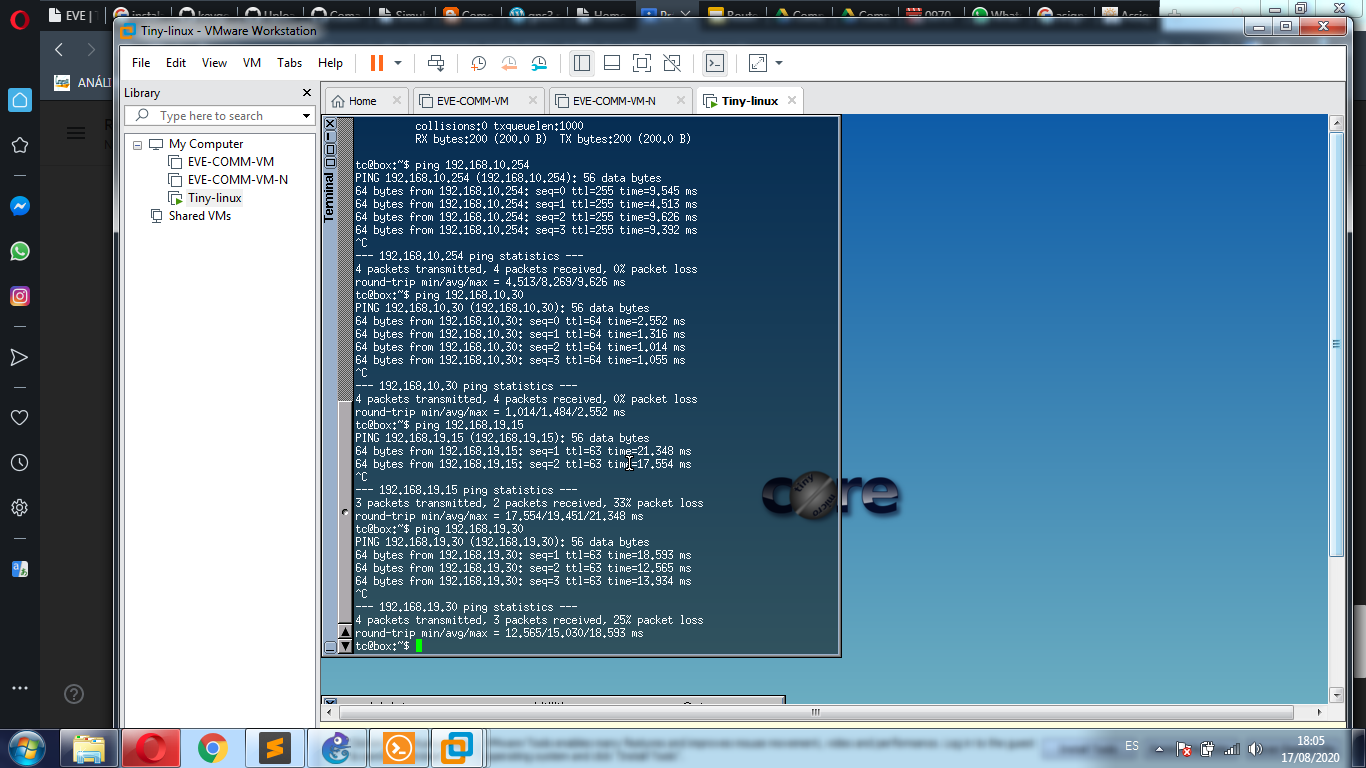 EVE |
Tiny-linux - VMware Workstation
File Edit View VM Tabs Help
ANÁLI
Library
Type here to search
My Computer
EVE-COMM-VM
EVE-COMM-VM-N
Tiny-linux
Shared VMs
Home EVE-COMM-VM EVE-COMM-VM-N Tiny-linux
Terminal
collisions:0 txqueuelen:1000
RX bytes:200 (200.0 B) TX bytes:200 (200.0 B)
tc@box:~$ ping 192.168.10.254
PING 192.168.10.254 (192.168.10.254): 56 data bytes
64 bytes from 192.168.10.254: seq=0 ttl=255 time=9.545 ms
64 bytes from 192.168.10.254: seq=1 ttl=255 time=4.513 ms
64 bytes from 192.168.10.254: seq=2 ttl=255 time=9.626 ms
64 bytes from 192.168.10.254: seq=3 ttl=255 time=9.392 ms
^C
--- 192.168.10.254 ping statistics ---
4 packets transmitted, 4 packets received, 0% packet loss
round-trip min/avg/max = 4.513/8.269/9.626 ms
tc@box:~$ ping 192.168.10.30
PING 192.168.10.30 (192.168.10.30): 56 data bytes
64 bytes from 192.168.10.30: seq=0 ttl=64 time=2.552 ms
64 bytes from 192.168.10.30: seq=1 ttl=64 time=1.316 ms
64 bytes from 192.168.10.30: seq=2 ttl=64 time=1.014 ms
64 bytes from 192.168.10.30: seq=3 ttl=64 time=1.055 ms
^C
--- 192.168.10.30 ping statistics ---
4 packets transmitted, 4 packets received, 0% packet loss
round-trip min/avg/max = 1.014/1.484/2.552 ms
tc@box:~$ ping 192.168.19.15
PING 192.168.19.15 (192.168.19.15): 56 data bytes
64 bytes from 192.168.19.15: seq=1 ttl=63 time=21.348 ms
64 bytes from 192.168.19.15: seq=2 ttl=63 time=17.554 ms
^C
--- 192.168.19.15 ping statistics ---
3 packets transmitted, 2 packets received, 33% packet loss
round-trip min/avg/max = 17.554/19.451/21.348 ms
tc@box:~$ ping 192.168.19.30
PING 192.168.19.30 (192.168.19.30): 56 data bytes
64 bytes from 192.168.19.30: seq=1 ttl=63 time=18.593 ms
64 bytes from 192.168.19.30: seq=2 ttl=63 time=12.565 ms
64 bytes from 192.168.19.30: seq=3 ttl=63 time=13.934 ms
^C
--- 192.168.19.30 ping statistics ---
4 packets transmitted, 3 packets received, 25% packet loss
round-trip min/avg/max = 12.565/15.030/18.593 ms
tc@box:~$
core
tiny
micro
ES
18:05
17/08/2020